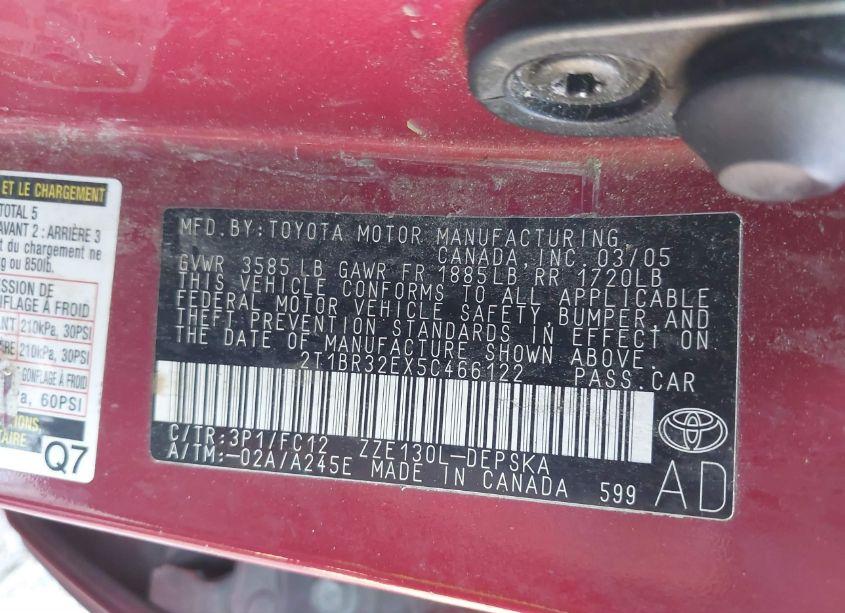 ET LE CHARGEMENT
TOTAL 5
AVANT 2 : ARRIÈRE 3
du chargement ne
ou 850lb.
DE
À FROID
210kPa, 30PSI
210kPa, 30PSI
GONFLAGE À FROID
60PSI
Q7
MFD. BY: TOYOTA MOTOR MANUFACTURING
CANADA, INC. 03/05
GVWR 3585 LB GAWR FR 1885LB, RR 1720LB
THIS VEHICLE CONFORMS TO ALL APPLICABLE
FEDERAL MOTOR VEHICLE SAFETY, BUMPER, AND
THEFT PREVENTION STANDARDS IN EFFECT ON
THE DATE OF MANUFACTURE SHOWN ABOVE.
2T1BR32EX5C466122 PASS.CAR
C/TR:3P1/FC12 ZZE130L-DEPSKA
A/TM:-02A/A245E MADE IN CANADA 599
AD